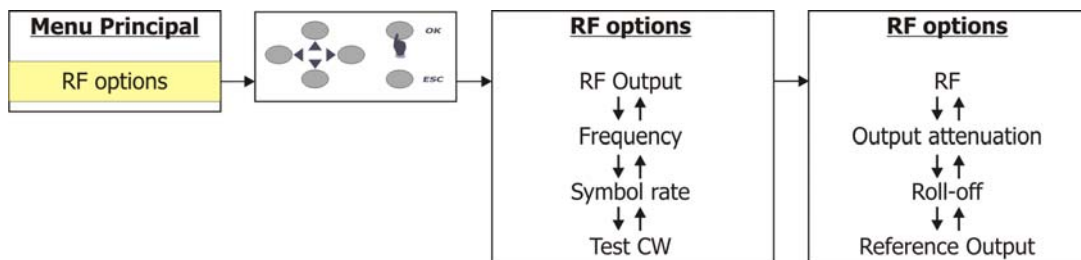 Menu Principal
RF options
OK
ESC
RF options
RF Output
Frequency
Symbol rate
Test CW
RF options
RF
Output attenuation
Roll-off
Reference Output